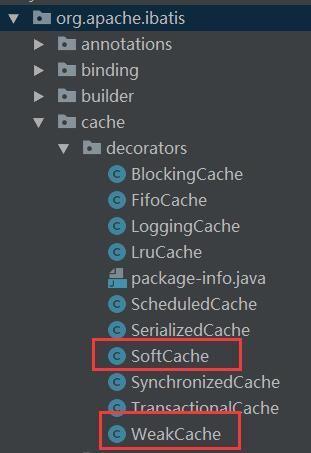 org.apache.ibatis
annotations
binding
builder
cache
decorators
BlockingCache
FifoCache
LoggingCache
LruCache
package-info.java
ScheduledCache
SerializedCache
SoftCache
SynchronizedCache
TransactionalCache
WeakCache